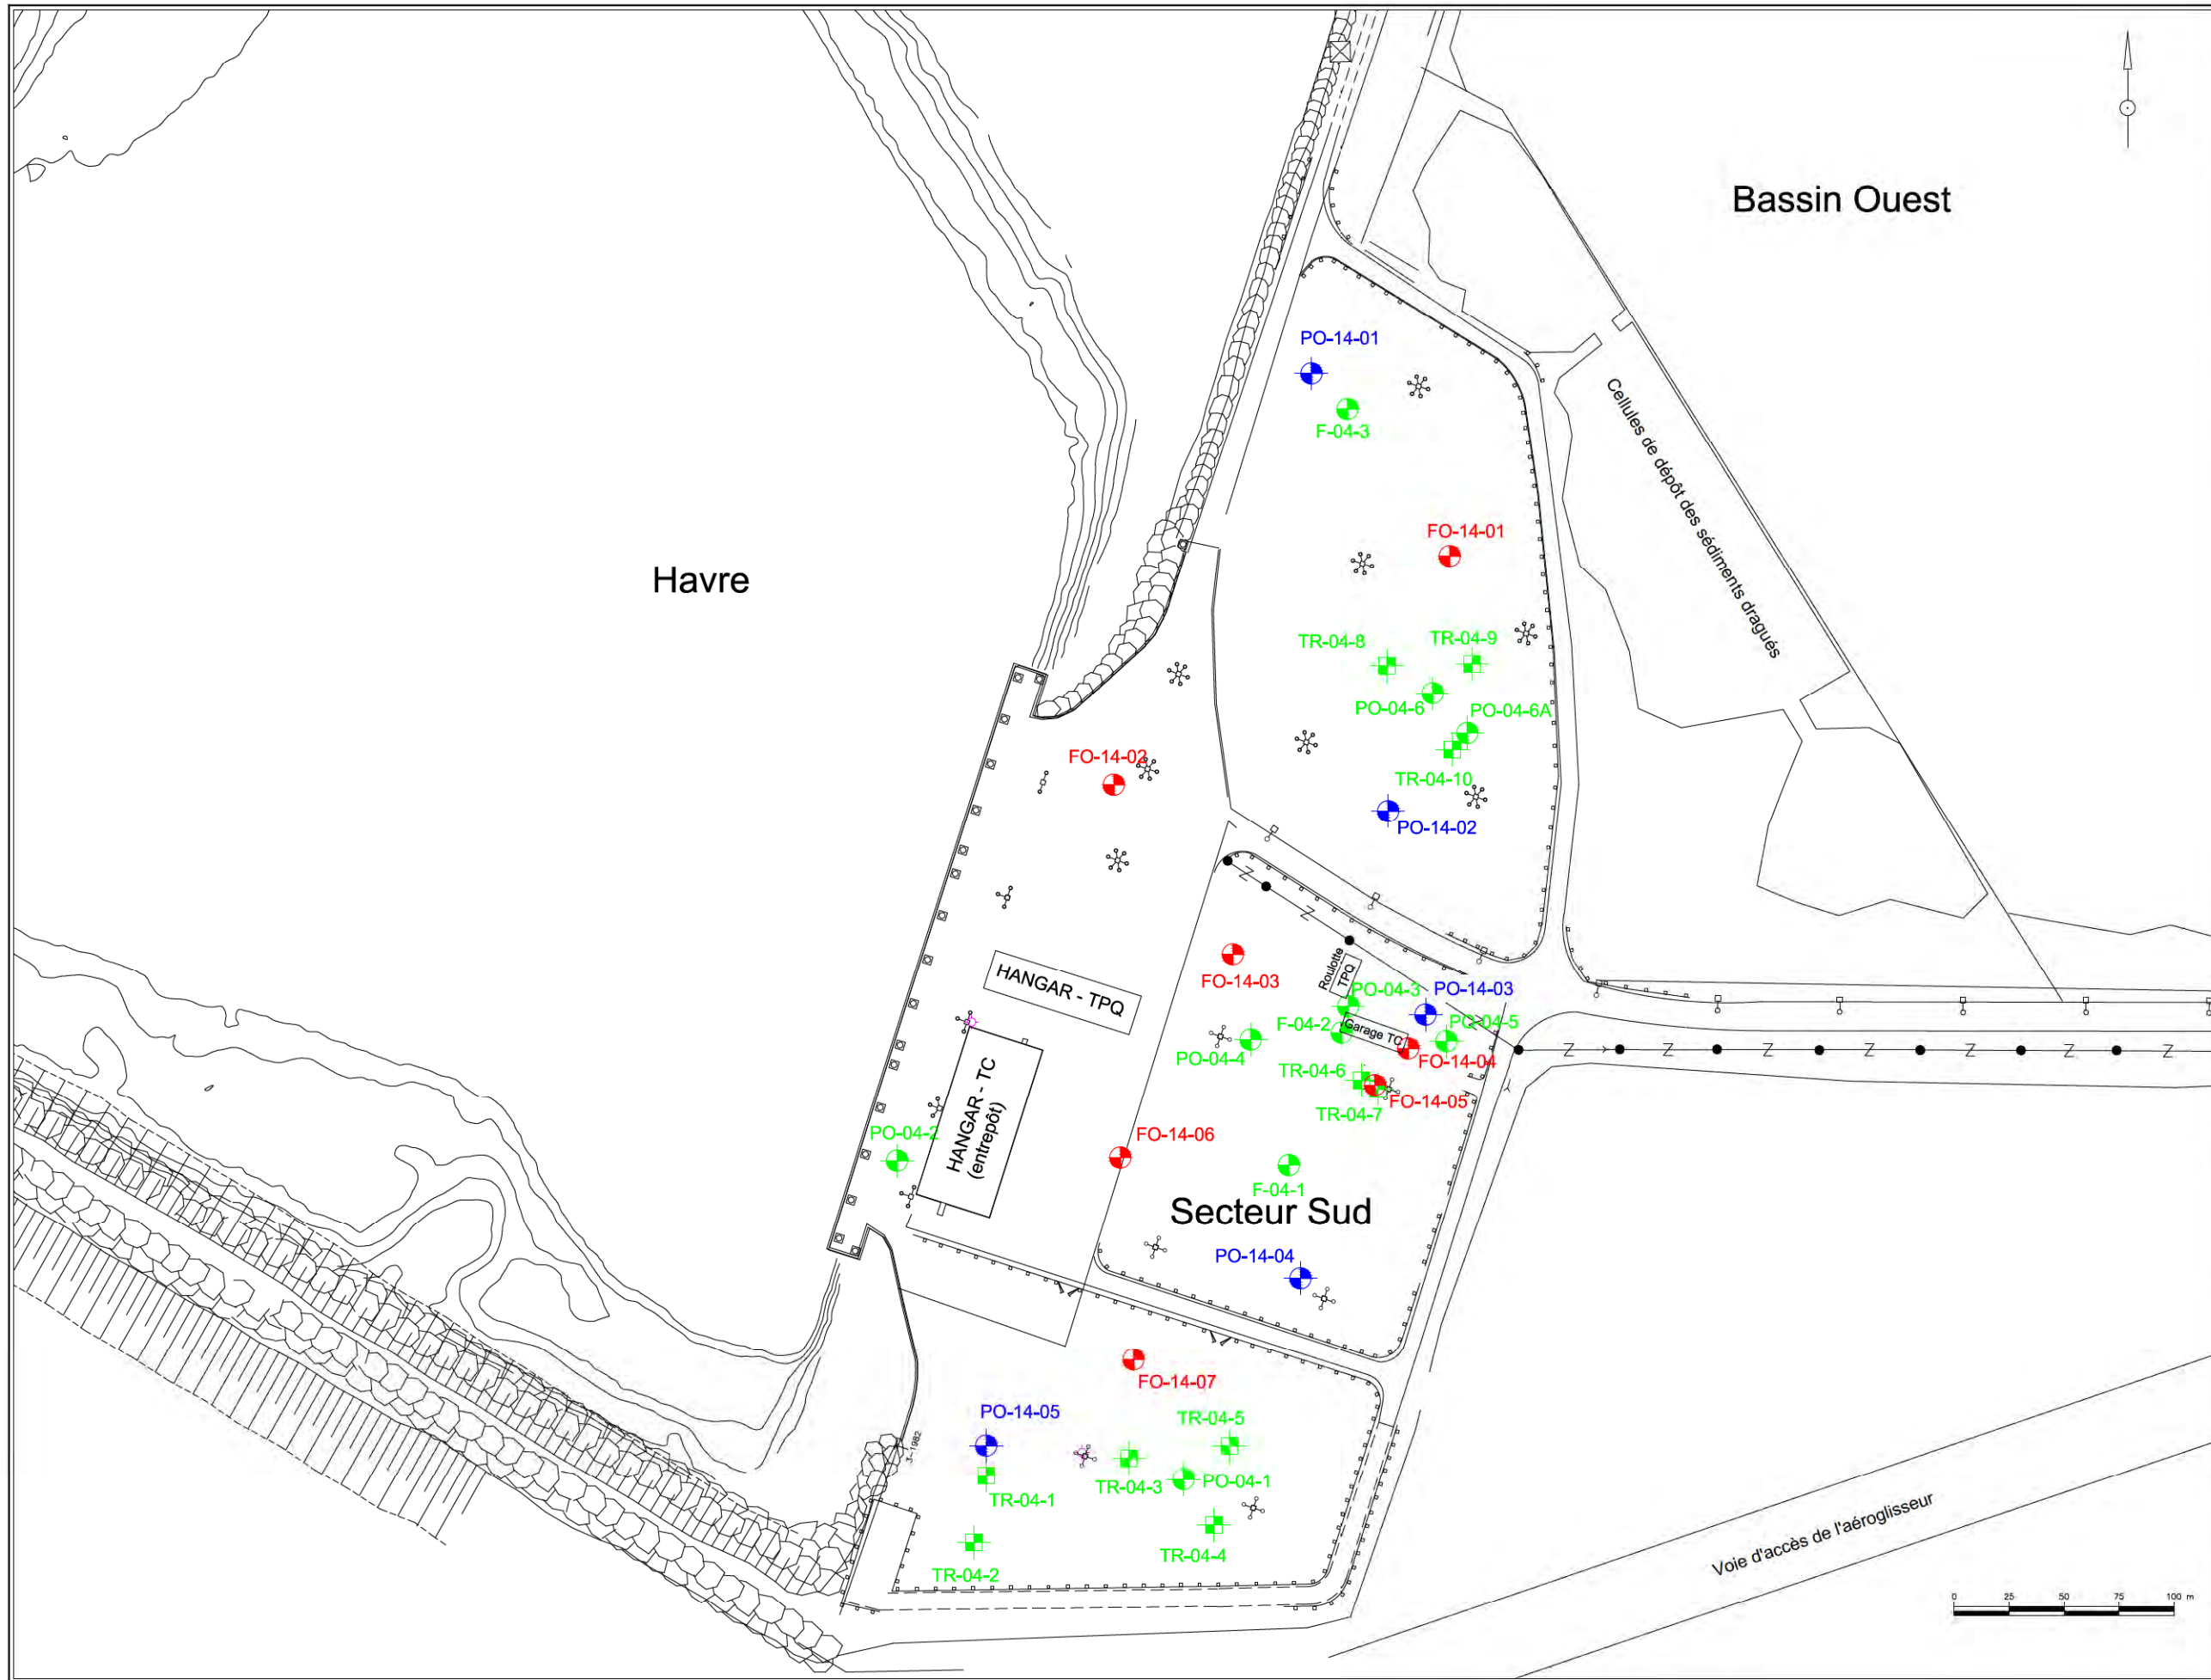 Bassin Ouest
PO-14-01
F-04-3
Cellules de dépôt des sédiments dragués
FO-14-01
Havre
TR-04-8
TR-04-9
PO-04-6
PO-04-6A
FO-14-02
TR-04-10
PO-14-02
HANGAR - TPQ
FO-14-03
Roulotte
TPQ
PO-04-3
PO-14-03
F-04-2
Garage TC
PO-04-5
PO-04-4
FO-14-04
TR-04-6
FO-14-05
TR-04-7
HANGAR - TC
(entrepôt)
PO-04-2
FO-14-06
F-04-1
Secteur Sud
PO-14-04
FO-14-07
PO-14-05
TR-04-5
3-1982
TR-04-3
PO-04-1
TR-04-1
TR-04-4
TR-04-2
Voie d'accès de l'aéroglisseur
0 25 50 75 100 m
Z Z Z Z Z Z Z Z Z